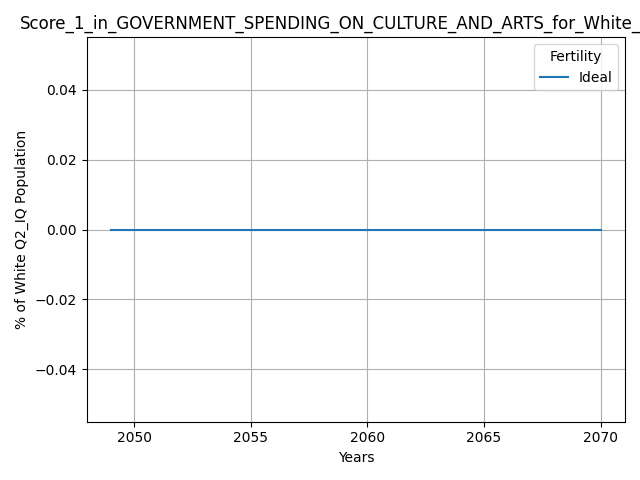 Score_1_in_GOVERNMENT_SPENDING_ON_CULTURE_AND_ARTS_for_White_
Fertility
Ideal
0.04
0.02
0.00
−0.02
−0.04
% of White Q2_IQ Population
2050 2055 2060 2065 2070
Years